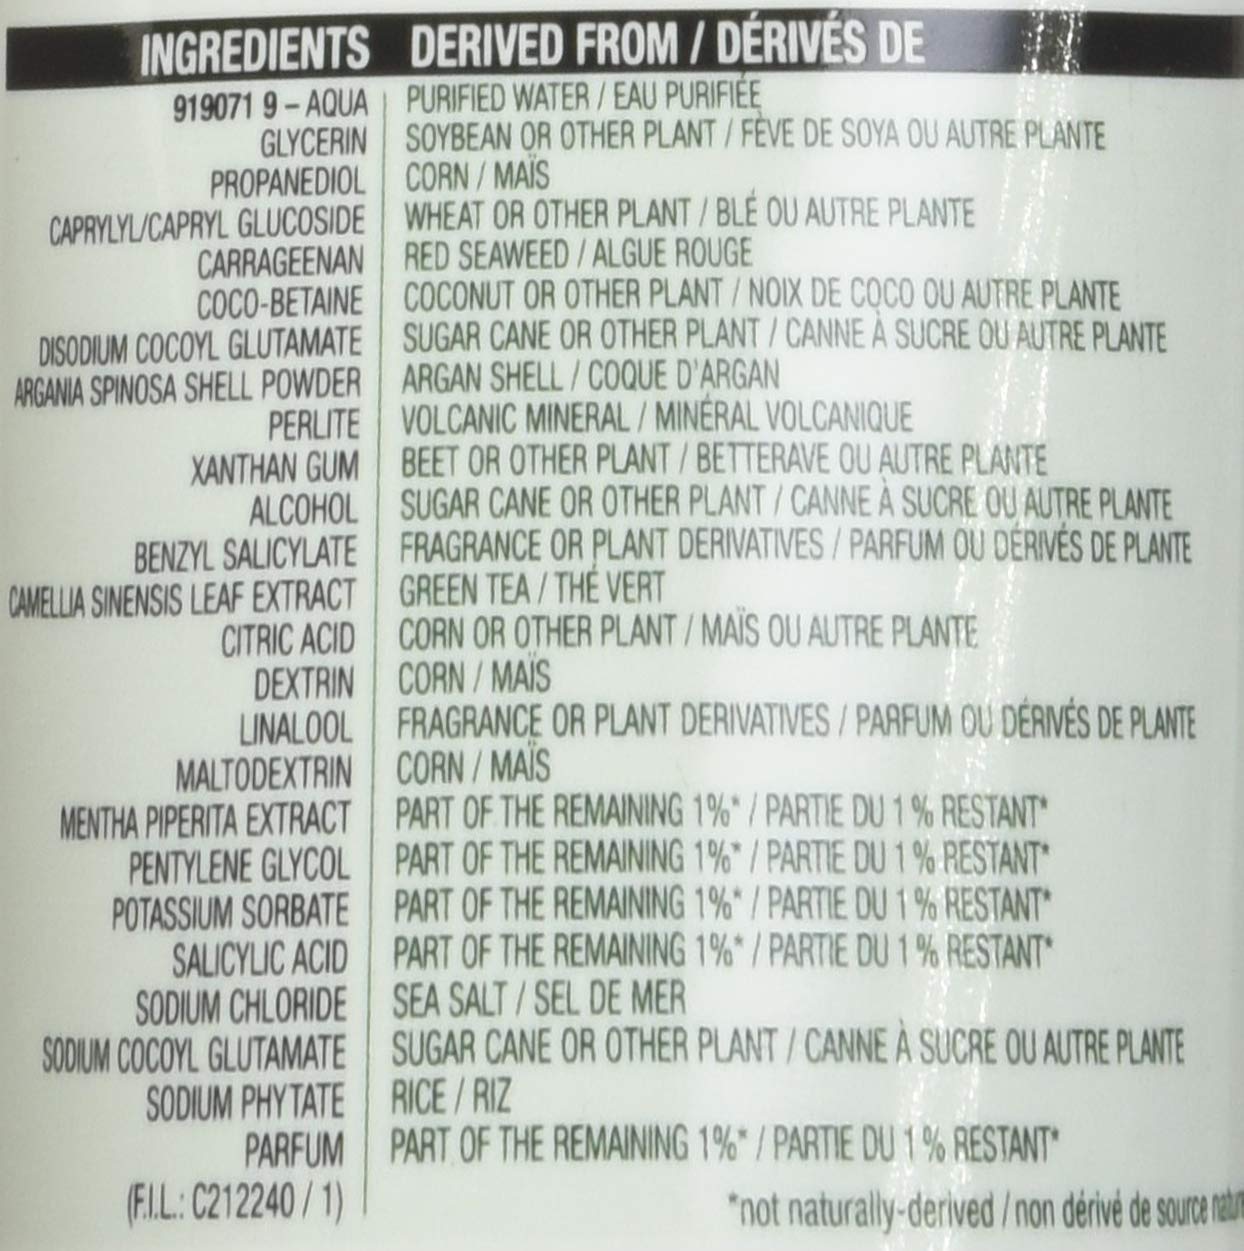 INGREDIENTS DERIVED FROM / DÉRIVÉS DE
919071 9 – AQUA PURIFIED WATER / EAU PURIFIÉE
GLYCERIN SOYBEAN OR OTHER PLANT / FÈVE DE SOYA OU AUTRE PLANTE
PROPANEDIOL CORN / MAÏS
CAPRYLYL/CAPRYL GLUCOSIDE WHEAT OR OTHER PLANT / BLÉ OU AUTRE PLANTE
CARRAGEENAN RED SEAWEED / ALGUE ROUGE
COCO-BETAINE COCONUT OR OTHER PLANT / NOIX DE COCO OU AUTRE PLANTE
DISODIUM COCOYL GLUTAMATE SUGAR CANE OR OTHER PLANT / CANNE À SUCRE OU AUTRE PLANTE
ARGANIA SPINOSA SHELL POWDER ARGAN SHELL / COQUE D'ARGAN
PERLITE VOLCANIC MINERAL / MINÉRAL VOLCANIQUE
XANTHAN GUM BEET OR OTHER PLANT / BETTERAVE OU AUTRE PLANTE
ALCOHOL SUGAR CANE OR OTHER PLANT / CANNE À SUCRE OU AUTRE PLANTE
BENZYL SALICYLATE FRAGRANCE OR PLANT DERIVATIVES / PARFUM OU DÉRIVÉS DE PLANTE
CAMELLIA SINENSIS LEAF EXTRACT GREEN TEA / THÉ VERT
CITRIC ACID CORN OR OTHER PLANT / MAÏS OU AUTRE PLANTE
DEXTRIN CORN / MAÏS
LINALOOL FRAGRANCE OR PLANT DERIVATIVES / PARFUM OU DÉRIVÉS DE PLANTE
MALTODEXTRIN CORN / MAÏS
MENTHA PIPERITA EXTRACT PART OF THE REMAINING 1%* / PARTIE DU 1 % RESTANT*
PENTYLENE GLYCOL PART OF THE REMAINING 1%* / PARTIE DU 1 % RESTANT*
POTASSIUM SORBATE PART OF THE REMAINING 1%* / PARTIE DU 1 % RESTANT*
SALICYLIC ACID PART OF THE REMAINING 1%* / PARTIE DU 1 % RESTANT*
SODIUM CHLORIDE SEA SALT / SEL DE MER
SODIUM COCOYL GLUTAMATE SUGAR CANE OR OTHER PLANT / CANNE À SUCRE OU AUTRE PLANTE
SODIUM PHYTATE RICE / RIZ
PARFUM PART OF THE REMAINING 1%* / PARTIE DU 1 % RESTANT*
(F.I.L.: C212240 / 1) *not naturally-derived / non dérivé de source